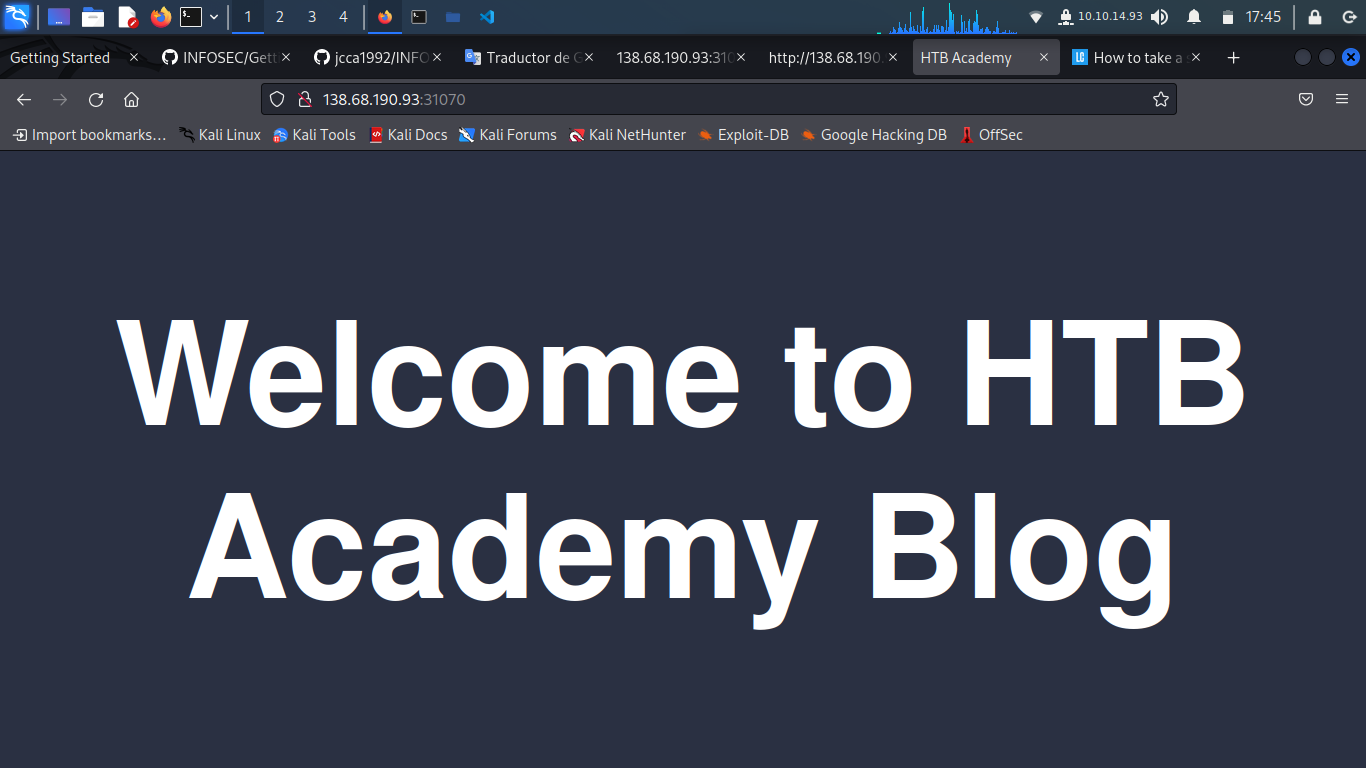 1 2 3 4 10.10.14.93 17:45
Getting Started INFOSEC/Gett jcca1992/INFO Traductor de G 138.68.190.93:310 http://138.68.190. HTB Academy LC How to take a s
138.68.190.93:31070
Import bookmarks... Kali Linux Kali Tools Kali Docs Kali Forums Kali NetHunter Exploit-DB Google Hacking DB OffSec
Welcome to HTB
Academy Blog